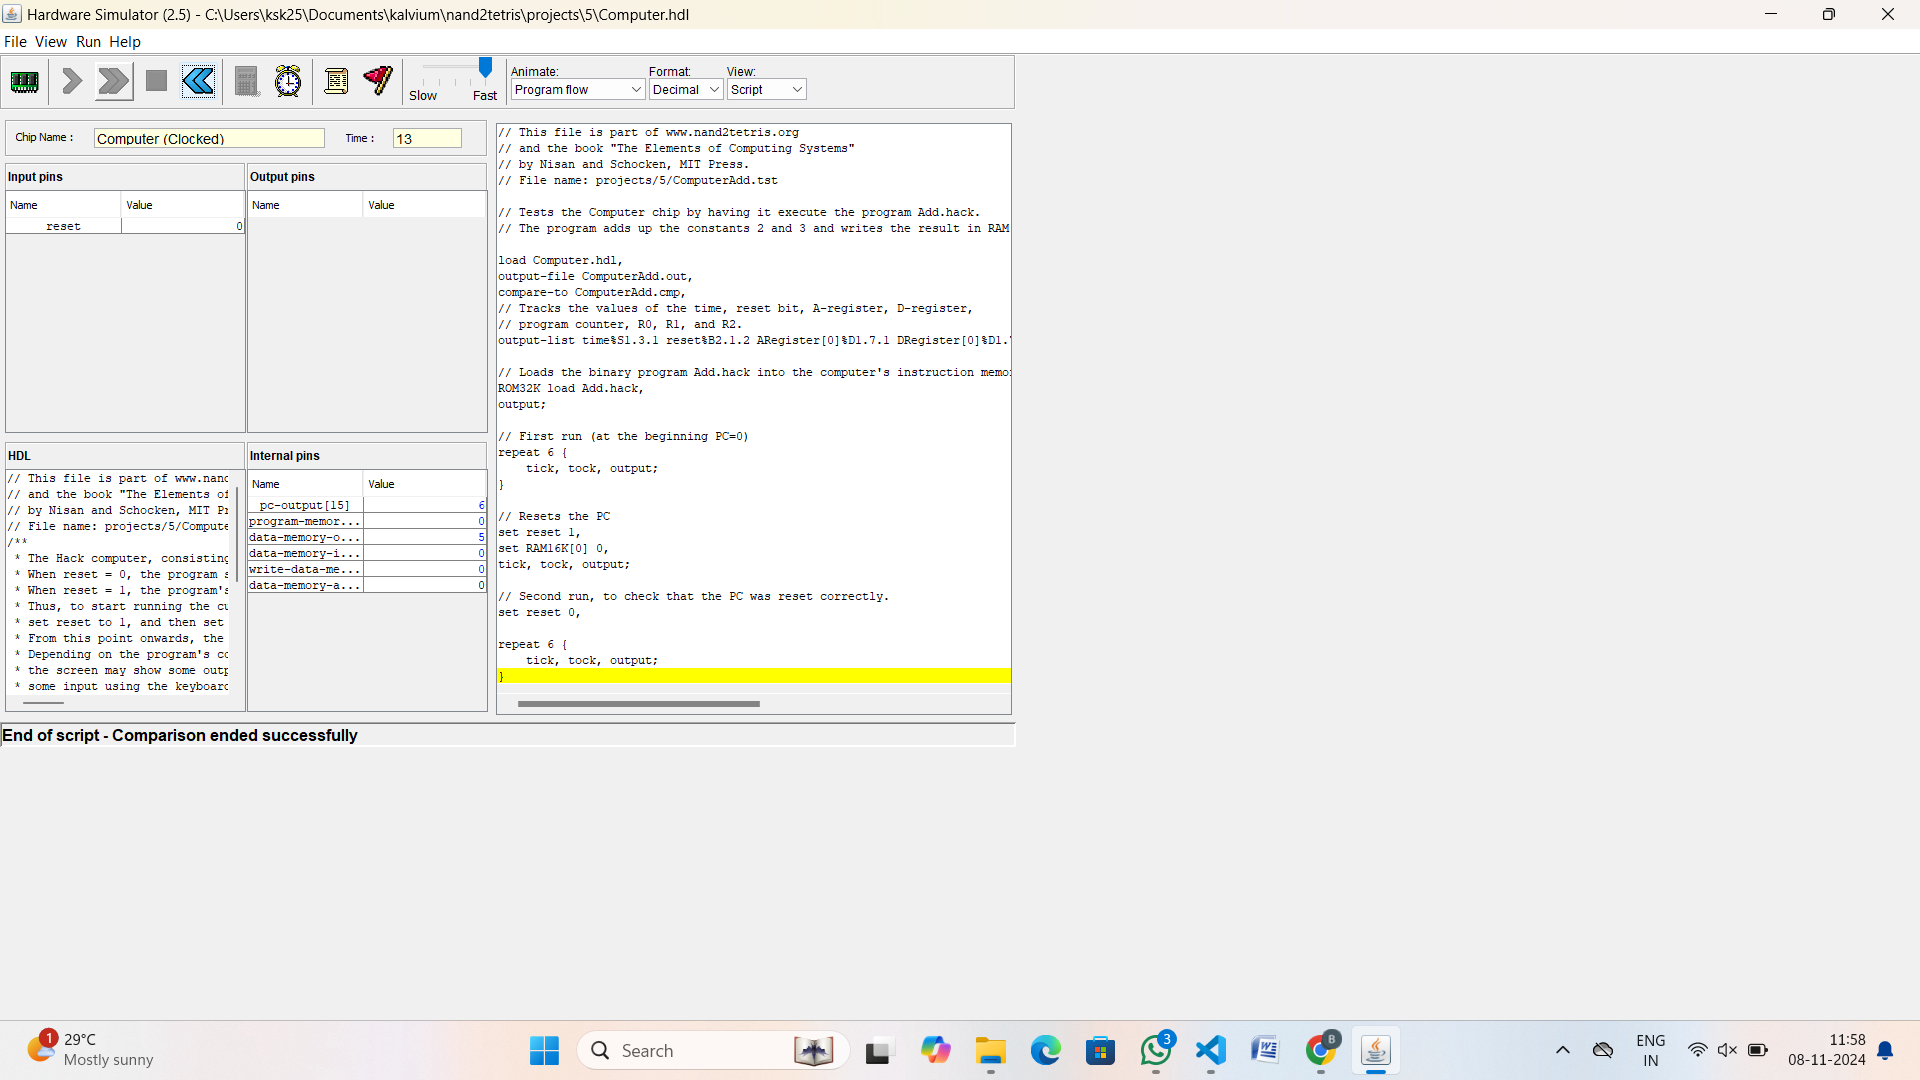 Hardware Simulator (2.5) - C:\Users\ksk25\Documents\kalvium\nand2tetris\projects\5\Computer.hdl
File View Run Help
Slow Fast
Animate: Format: View:
Program flow Decimal Script
Chip Name : Computer (Clocked) Time : 13
Input pins
Name Value
reset 0
Output pins
Name Value
HDL
// This file is part of www.nand
// and the book "The Elements of
// by Nisan and Schocken, MIT Pr
// File name: projects/5/Compute
/**
* The Hack computer, consisting
* When reset = 0, the program s
* When reset = 1, the program's
* Thus, to start running the cu
* set reset to 1, and then set
* From this point onwards, the
* Depending on the program's co
* the screen may show some outp
* some input using the keyboard
Internal pins
Name Value
pc-output[15] 6
program-memor... 0
data-memory-o... 5
data-memory-i... 0
write-data-me... 0
data-memory-a... 0
// This file is part of www.nand2tetris.org
// and the book "The Elements of Computing Systems"
// by Nisan and Schocken, MIT Press.
// File name: projects/5/ComputerAdd.tst
// Tests the Computer chip by having it execute the program Add.hack.
// The program adds up the constants 2 and 3 and writes the result in RAM
load Computer.hdl,
output-file ComputerAdd.out,
compare-to ComputerAdd.cmp,
// Tracks the values of the time, reset bit, A-register, D-register,
// program counter, R0, R1, and R2.
output-list time%S1.3.1 reset%B2.1.2 ARegister[0]%D1.7.1 DRegister[0]%D1.
// Loads the binary program Add.hack into the computer's instruction memo
ROM32K load Add.hack,
output;
// First run (at the beginning PC=0)
repeat 6 {
tick, tock, output;
}
// Resets the PC
set reset 1,
set RAM16K[0] 0,
tick, tock, output;
// Second run, to check that the PC was reset correctly.
set reset 0,
repeat 6 {
tick, tock, output;
}
End of script - Comparison ended successfully
1
29°C
Mostly sunny
Search
3
B
ENG
IN
11:58
08-11-2024